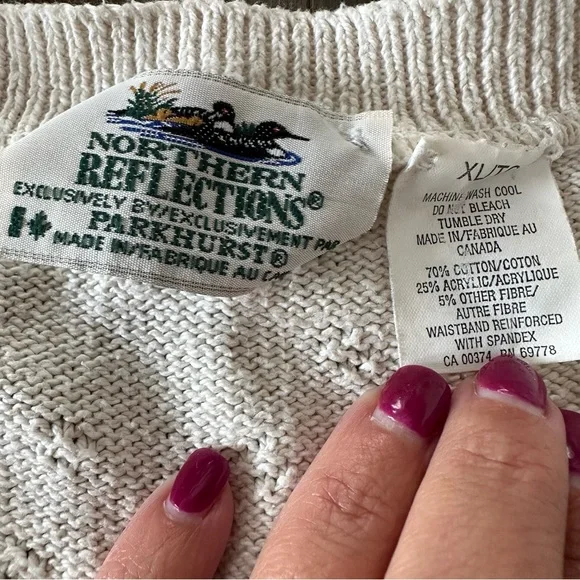 NORTHERN
REFLECTIONS®
EXCLUSIVELY BY/EXCLUSIVEMENT PAR
PARKHURST®
MADE IN/FABRIQUE AU
XL/TG
MACHINE WASH COOL
DO NOT BLEACH
TUMBLE DRY
MADE IN/FABRIQUE AU
CANADA
70% COTTON/COTON
25% ACRYLIC/ACRYLIQUE
5% OTHER FIBRE/
AUTRE FIBRE
WAISTBAND REINFORCED
WITH SPANDEX
CA 00374 RN 69778